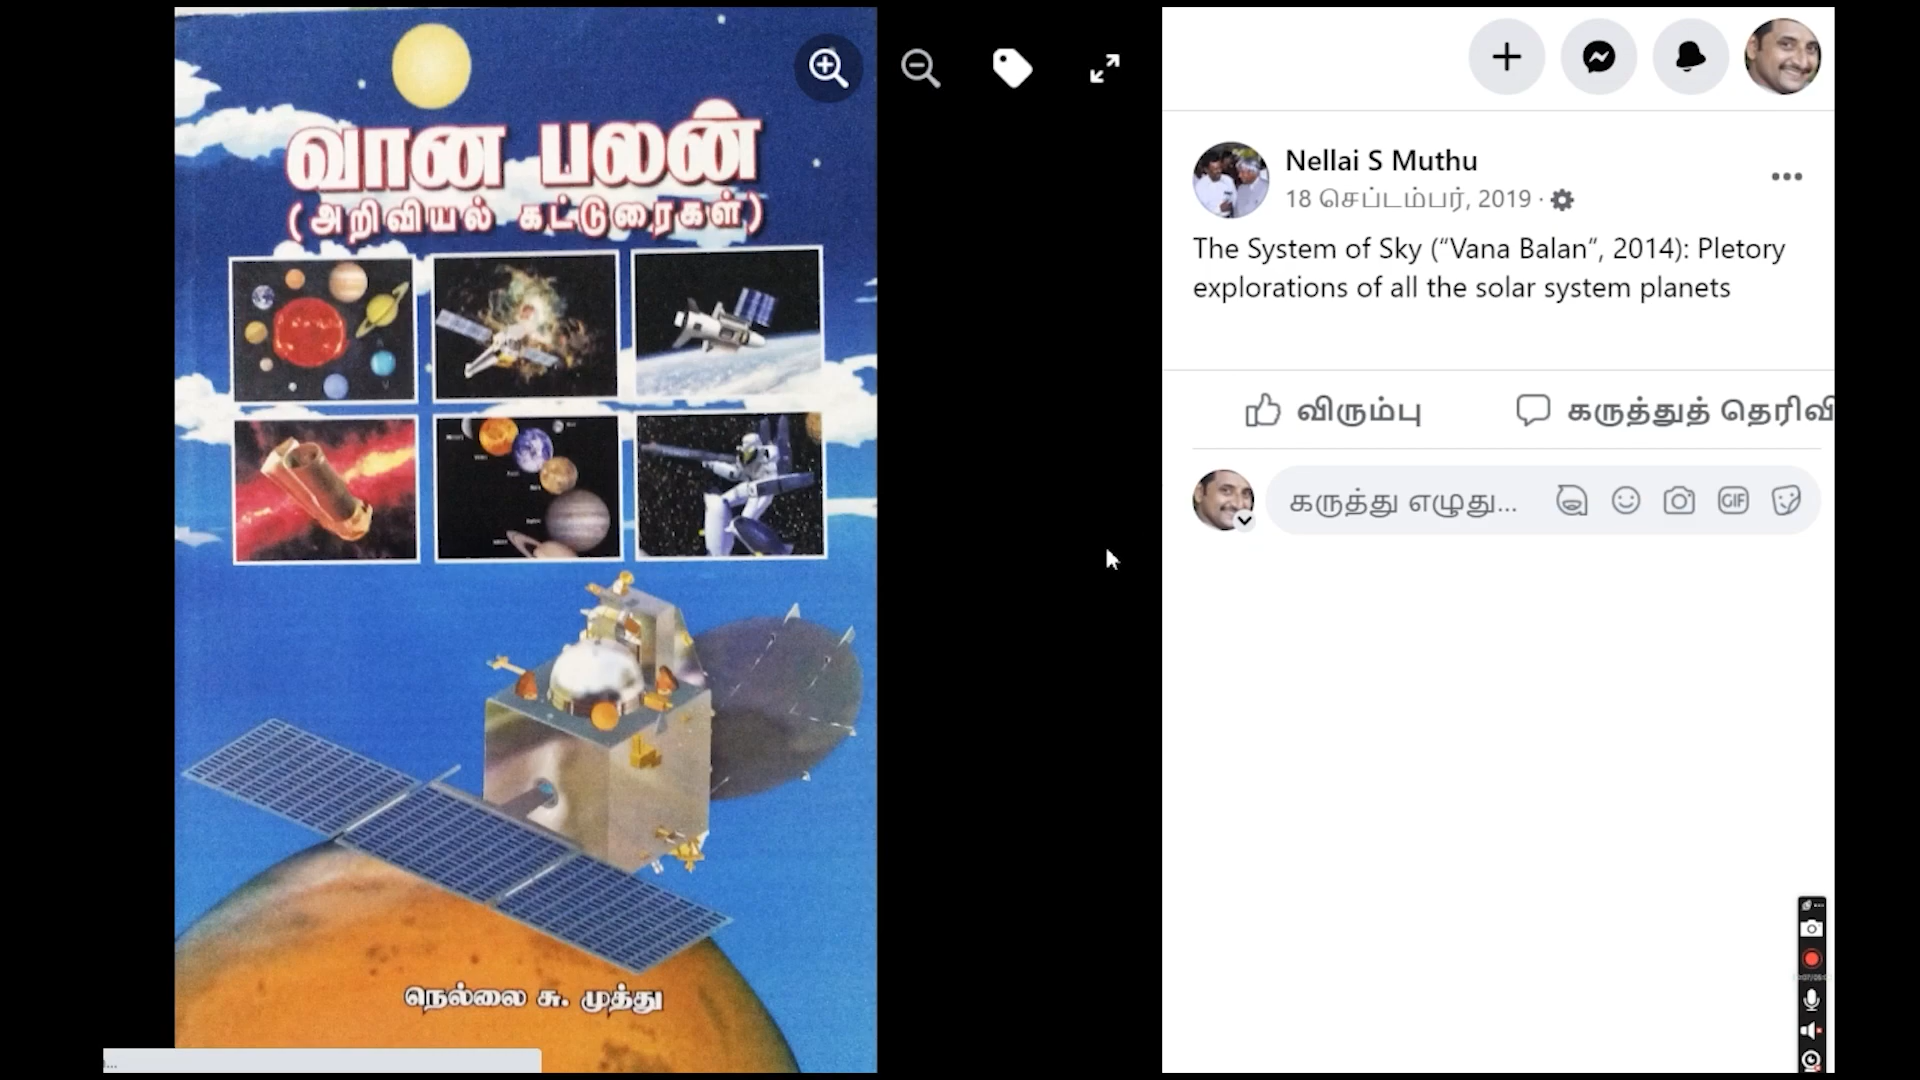 வான பலன்
(அறிவியல் கட்டுரைகள்)
நெல்லை சு. முத்து
Nellai S Muthu
18 செப்டம்பர், 2019 ·
The System of Sky (“Vana Balan”, 2014): Pletory
explorations of all the solar system planets
விரும்பு
கருத்துத் தெரிவி
கருத்து எழுது...
GIF